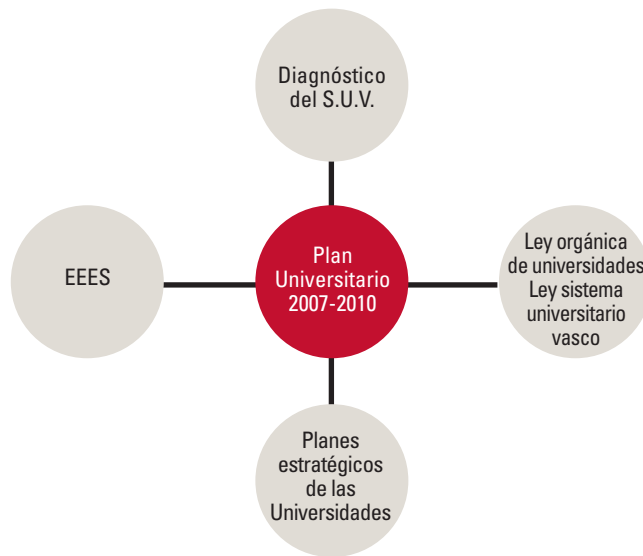 Diagnóstico
del S.U.V.
EEES
Plan
Universitario
2007-2010
Ley orgánica
de universidades
Ley sistema
universitario
vasco
Planes
estratégicos
de las
Universidades